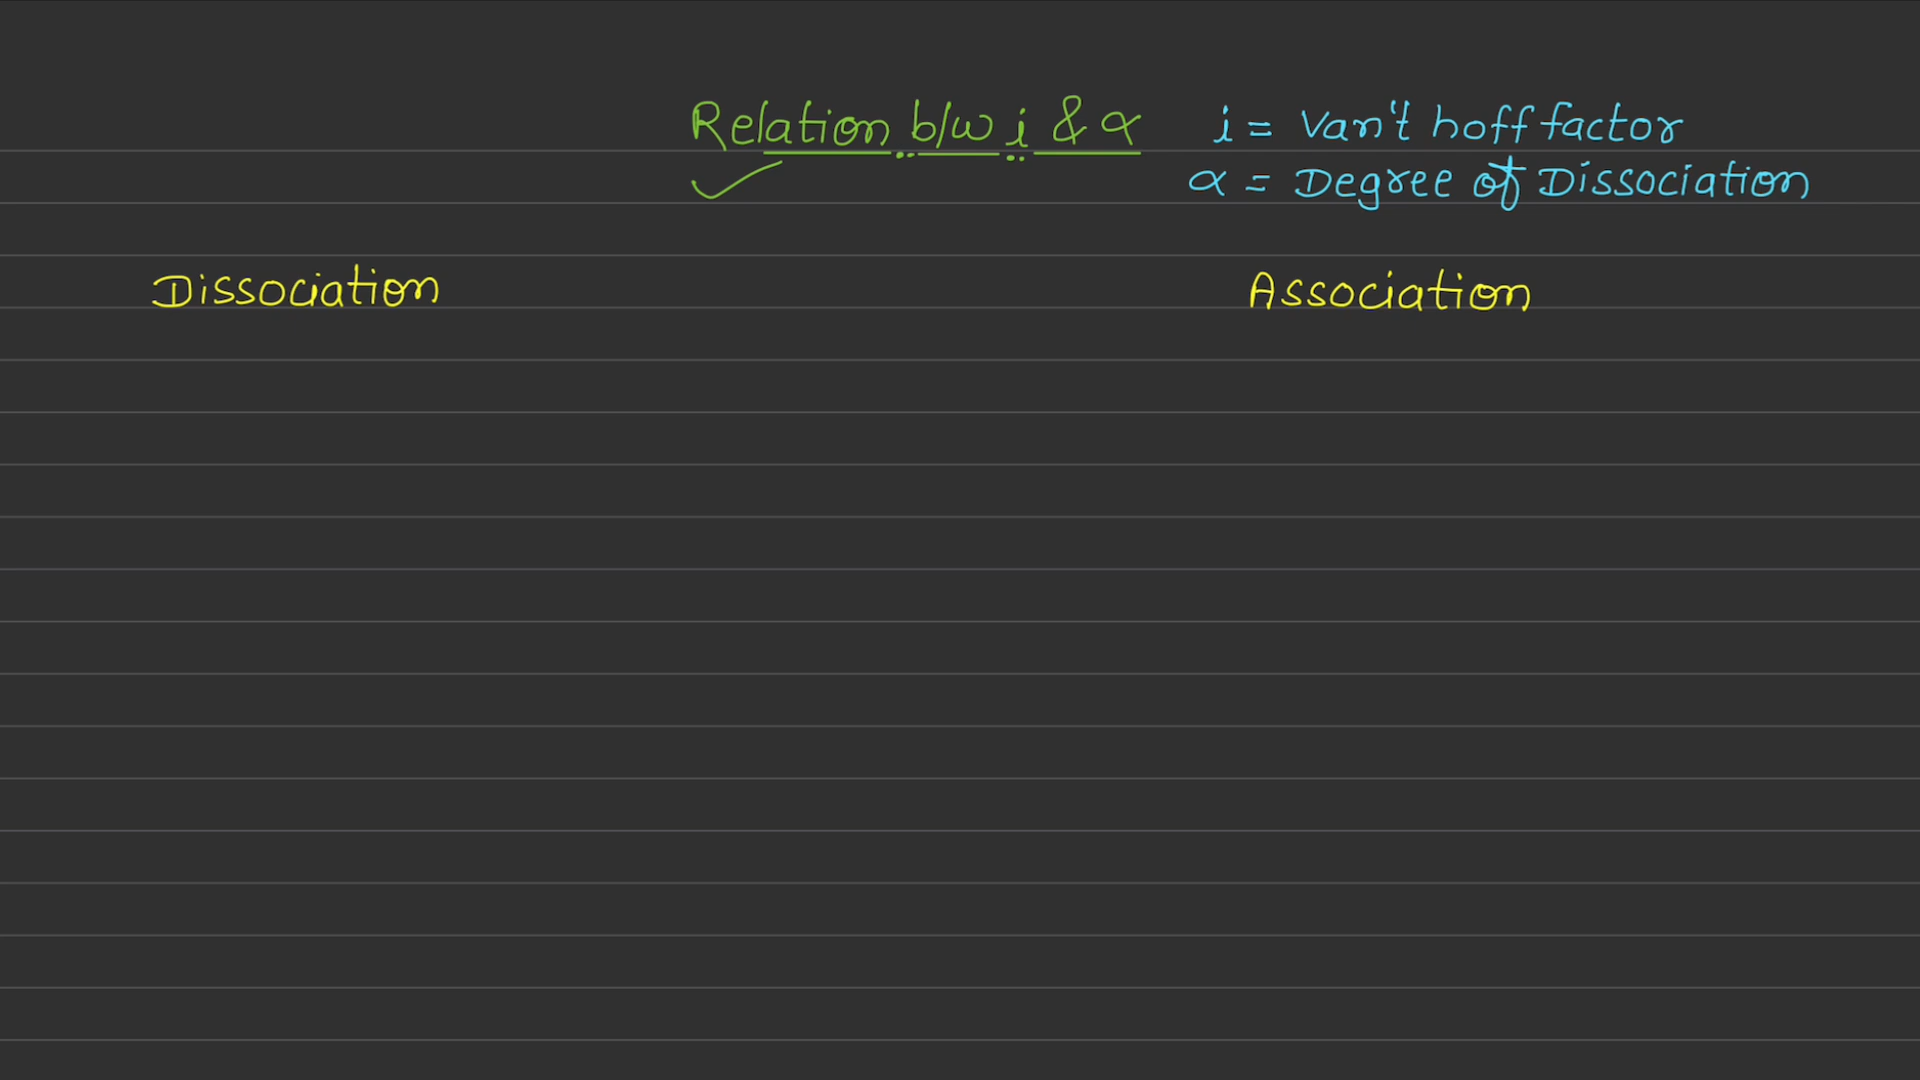 Relation b/w i & α i = Van't hoff factor
α = Degree of Dissociation
Dissociation Association